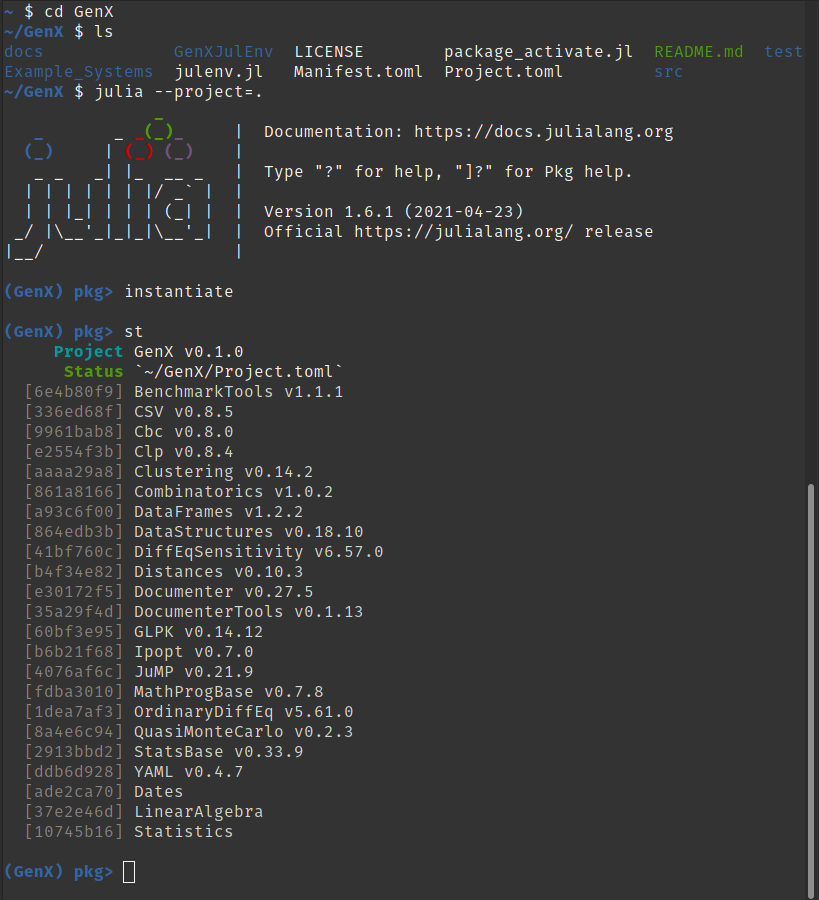 ~ $ cd GenX
~/GenX $ ls
docs             GenXJulEnv  LICENSE        package_activate.jl  README.md  test
Example_Systems  julenv.jl   Manifest.toml  Project.toml         src
~/GenX $ julia --project=.
               _
   _       _ _(_)_     |  Documentation: https://docs.julialang.org
  (_)     | (_) (_)    |
   _ _   _| |_  __ _   |  Type "?" for help, "]?" for Pkg help.
  | | | | | | |/ _` |  |
  | | |_| | | | (_| |  |  Version 1.6.1 (2021-04-23)
 _/ |\__'_|_|_|\__'_|  |  Official https://julialang.org/ release
|__/                   |
(GenX) pkg> instantiate
(GenX) pkg> st
     Project GenX v0.1.0
      Status `~/GenX/Project.toml`
  [6e4b80f9] BenchmarkTools v1.1.1
  [336ed68f] CSV v0.8.5
  [9961bab8] Cbc v0.8.0
  [e2554f3b] Clp v0.8.4
  [aaaa29a8] Clustering v0.14.2
  [861a8166] Combinatorics v1.0.2
  [a93c6f00] DataFrames v1.2.2
  [864edb3b] DataStructures v0.18.10
  [41bf760c] DiffEqSensitivity v6.57.0
  [b4f34e82] Distances v0.10.3
  [e30172f5] Documenter v0.27.5
  [35a29f4d] DocumenterTools v0.1.13
  [60bf3e95] GLPK v0.14.12
  [b6b21f68] Ipopt v0.7.0
  [4076af6c] JuMP v0.21.9
  [fdba3010] MathProgBase v0.7.8
  [1dea7af3] OrdinaryDiffEq v5.61.0
  [8a4e6c94] QuasiMonteCarlo v0.2.3
  [2913bbd2] StatsBase v0.33.9
  [ddb6d928] YAML v0.4.7
  [ade2ca70] Dates
  [37e2e46d] LinearAlgebra
  [10745b16] Statistics
(GenX) pkg>